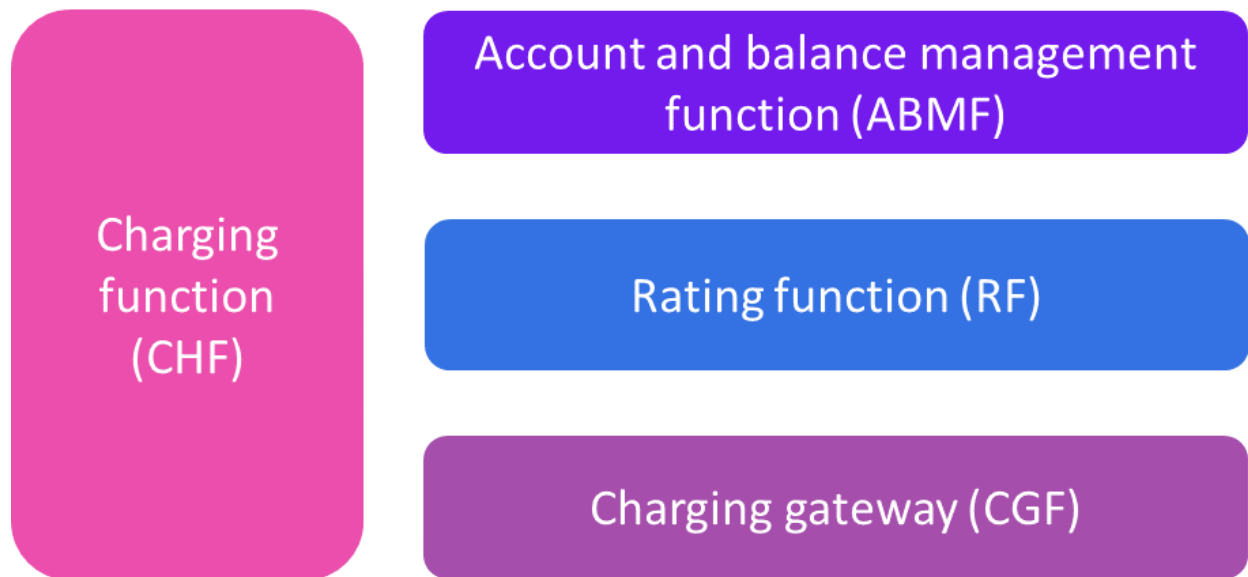 Charging
function
(CHF)
Account and balance management
function (ABMF)
Rating function (RF)
Charging gateway (CGF)